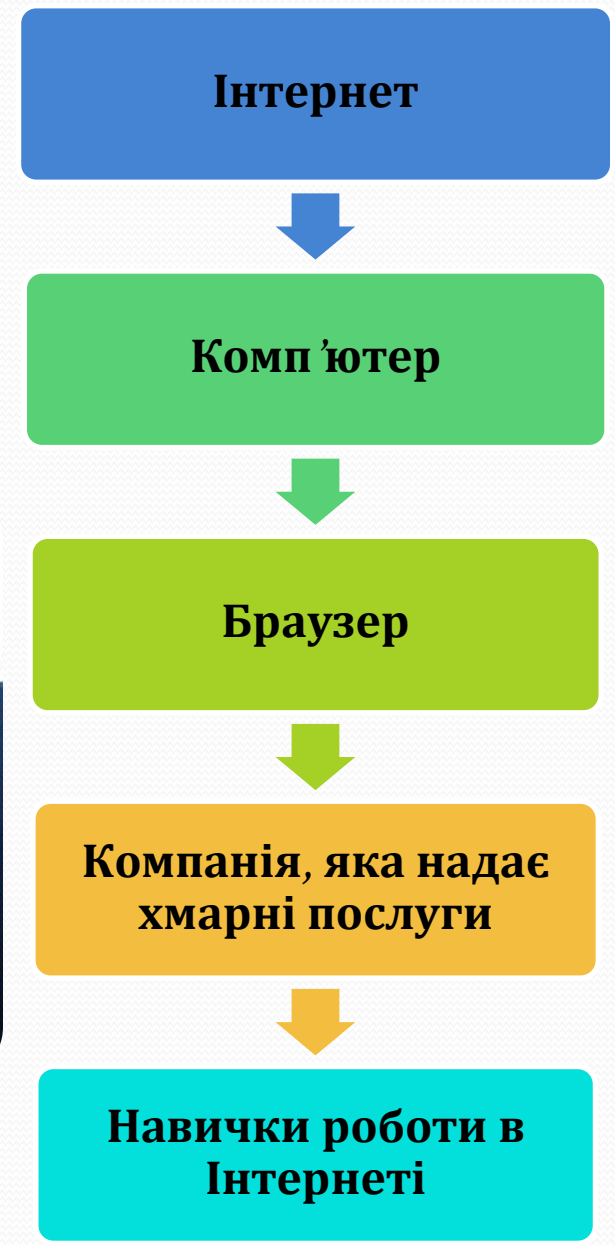 Інтернет
Комп’ютер
Браузер
Компанія, яка надає
хмарні послуги
Навички роботи в
Інтернеті